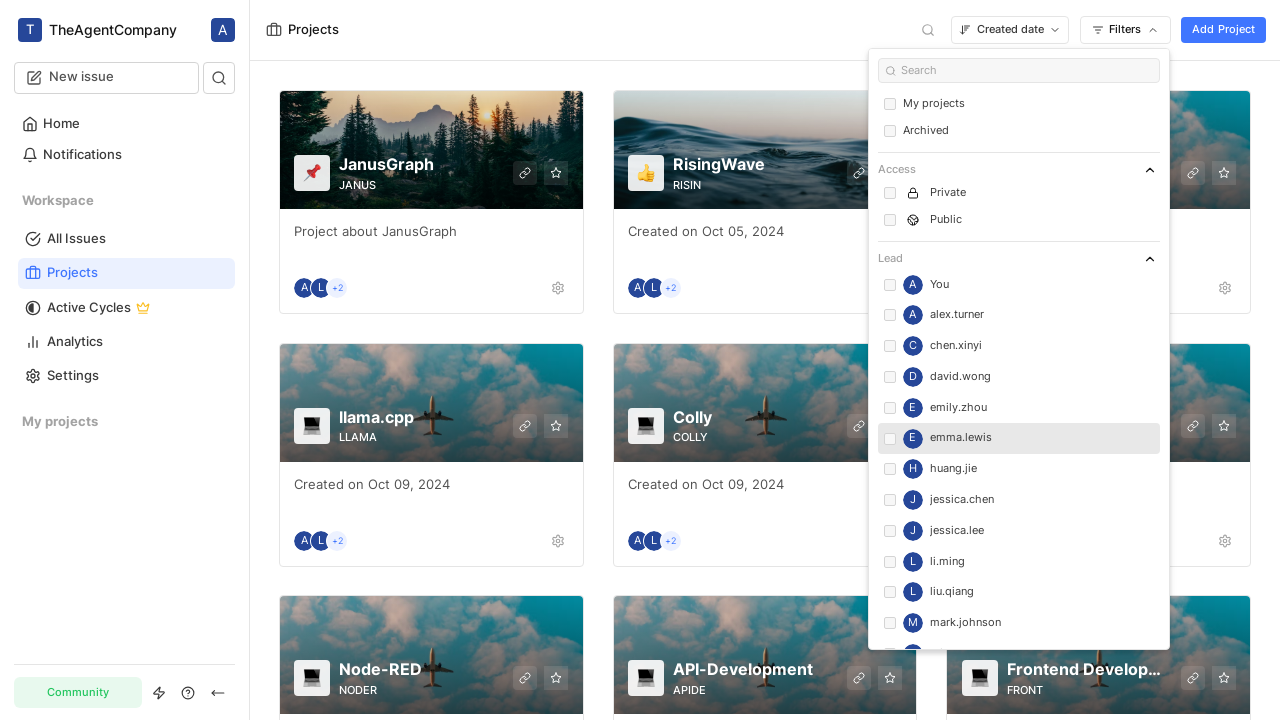 T TheAgentCompany A
New issue
Home
Notifications
Workspace
All Issues
Projects
Active Cycles
Analytics
Settings
My projects
Community
Projects
Created date
Filters
Add Project
JanusGraph
JANUS
Project about JanusGraph
A L +2
RisingWave
RISIN
Created on Oct 05, 2024
A L +2
llama.cpp
LLAMA
Created on Oct 09, 2024
A L +2
Colly
COLLY
Created on Oct 09, 2024
A L +2
Node-RED
NODER
API-Development
APIDE
Frontend Develop...
FRONT
Search
My projects
Archived
Access
Private
Public
Lead
A You
A alex.turner
C chen.xinyi
D david.wong
E emily.zhou
E emma.lewis
H huang.jie
J jessica.chen
J jessica.lee
L li.ming
L liu.qiang
M mark.johnson